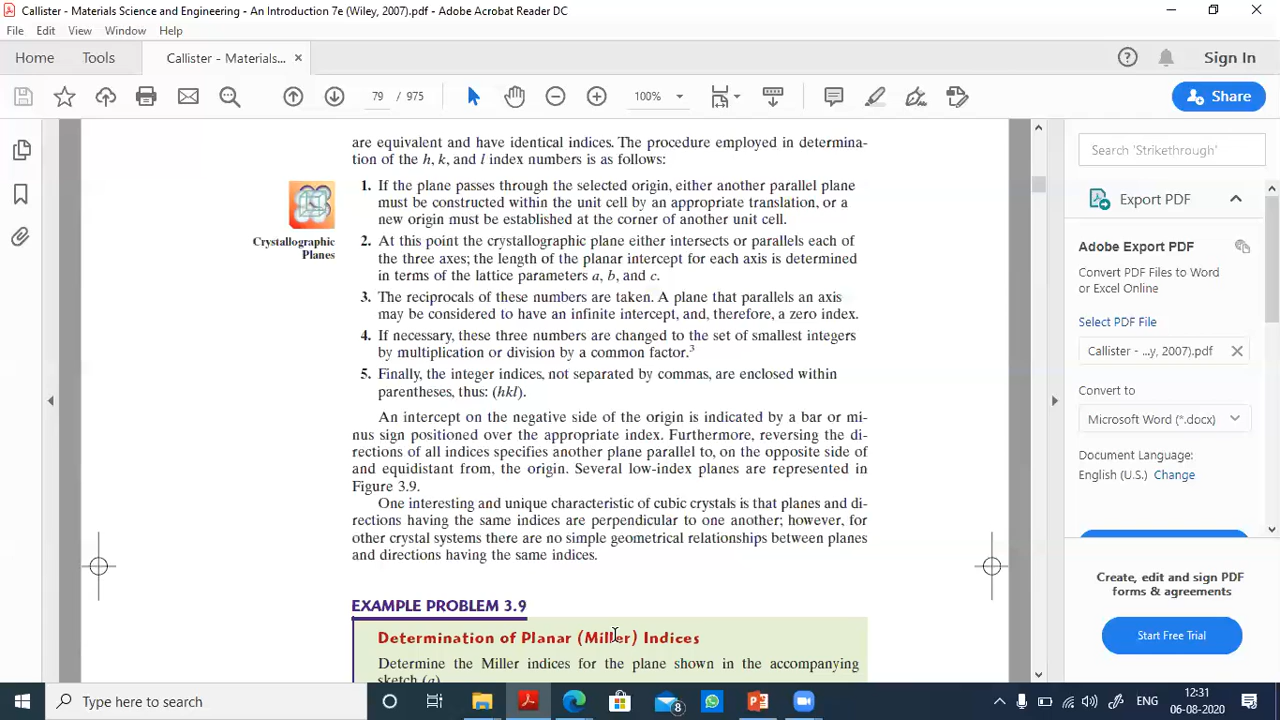 Callister - Materials Science and Engineering - An Introduction 7e (Wiley, 2007).pdf - Adobe Acrobat Reader DC
File Edit View Window Help
Home Tools Callister - Materials... ×
Sign In
79 / 975 100% Share
are equivalent and have identical indices. The procedure employed in determina-
tion of the h, k, and l index numbers is as follows:
1. If the plane passes through the selected origin, either another parallel plane
must be constructed within the unit cell by an appropriate translation, or a
new origin must be established at the corner of another unit cell.
Crystallographic
Planes
2. At this point the crystallographic plane either intersects or parallels each of
the three axes; the length of the planar intercept for each axis is determined
in terms of the lattice parameters a, b, and c.
3. The reciprocals of these numbers are taken. A plane that parallels an axis
may be considered to have an infinite intercept, and, therefore, a zero index.
4. If necessary, these three numbers are changed to the set of smallest integers
by multiplication or division by a common factor.³
5. Finally, the integer indices, not separated by commas, are enclosed within
parentheses, thus: (hkl).
An intercept on the negative side of the origin is indicated by a bar or mi-
nus sign positioned over the appropriate index. Furthermore, reversing the di-
rections of all indices specifies another plane parallel to, on the opposite side of
and equidistant from, the origin. Several low-index planes are represented in
Figure 3.9.
One interesting and unique characteristic of cubic crystals is that planes and di-
rections having the same indices are perpendicular to one another; however, for
other crystal systems there are no simple geometrical relationships between planes
and directions having the same indices.
EXAMPLE PROBLEM 3.9
Determination of Planar (Miller) Indices
Determine the Miller indices for the plane shown in the accompanying
sketch (a).
Search 'Strikethrough'
Export PDF
Adobe Export PDF
Convert PDF Files to Word
or Excel Online
Select PDF File
Callister - ...y, 2007).pdf
Convert to
Microsoft Word (*.docx)
Document Language:
English (U.S.) Change
Create, edit and sign PDF
forms & agreements
Start Free Trial
Type here to search
8
ENG
12:31
06-08-2020